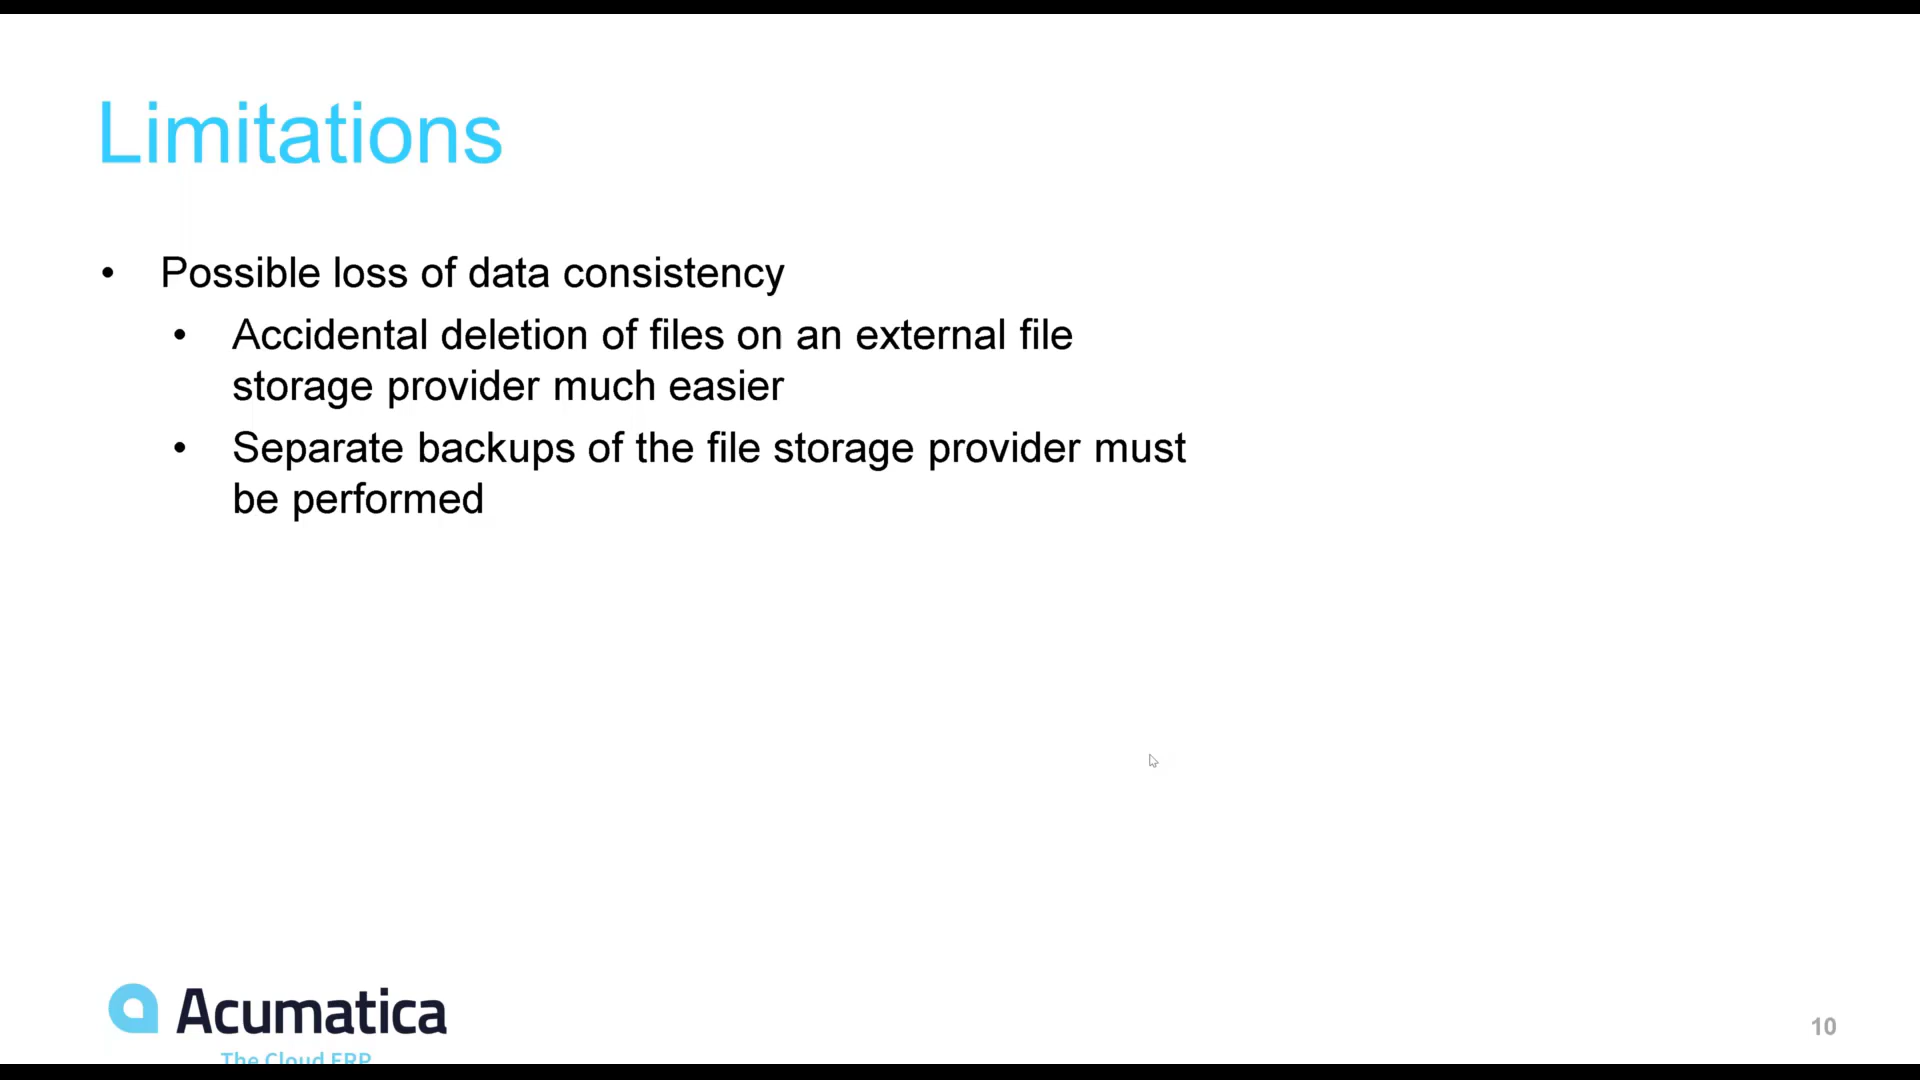 Limitations
• Possible loss of data consistency
• Accidental deletion of files on an external file
storage provider much easier
• Separate backups of the file storage provider must
be performed
Acumatica
The Cloud ERP
10